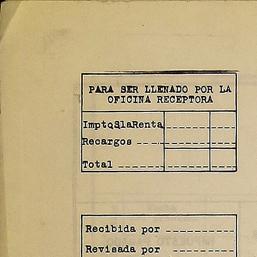 PARA SER LLENADO POR LA
OFICINA RECEPTORA
ImptoSlaRenta
Recargos
Total
Recibida por
Revisada por